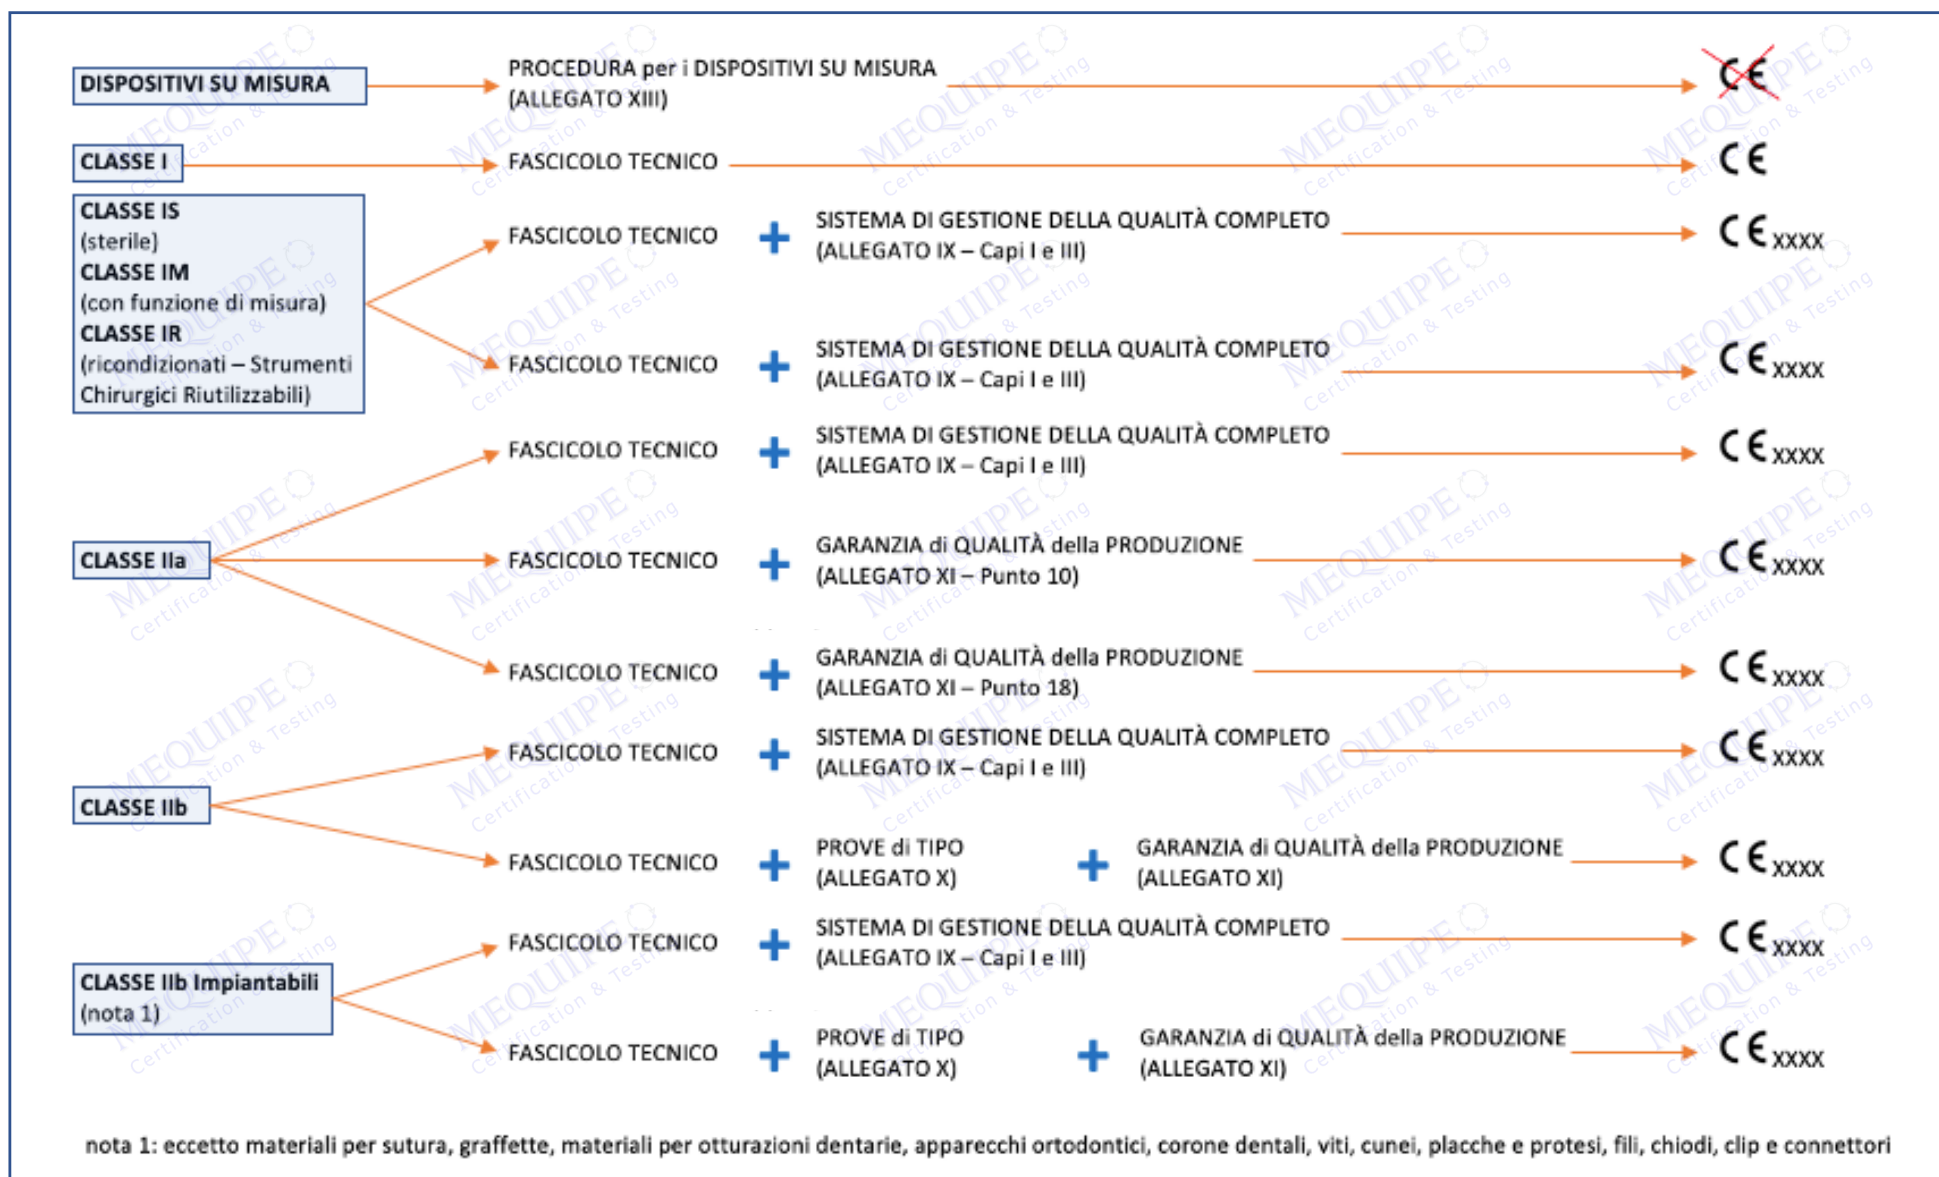 DISPOSITIVI SU MISURA
PROCEDURA per i DISPOSITIVI SU MISURA
(ALLEGATO XIII)
CE
CLASSE I
FASCICOLO TECNICO
CE
CLASSE IS
(sterile)
CLASSE IM
(con funzione di misura)
CLASSE IR
(ricondizionati – Strumenti
Chirurgici Riutilizzabili)
FASCICOLO TECNICO
+
SISTEMA DI GESTIONE DELLA QUALITÀ COMPLETO
(ALLEGATO IX – Capi I e III)
CE XXXX
FASCICOLO TECNICO
+
SISTEMA DI GESTIONE DELLA QUALITÀ COMPLETO
(ALLEGATO IX – Capi I e III)
CE XXXX
CLASSE IIa
FASCICOLO TECNICO
+
SISTEMA DI GESTIONE DELLA QUALITÀ COMPLETO
(ALLEGATO IX – Capi I e III)
CE XXXX
FASCICOLO TECNICO
+
GARANZIA di QUALITÀ della PRODUZIONE
(ALLEGATO XI – Punto 10)
CE XXXX
FASCICOLO TECNICO
+
GARANZIA di QUALITÀ della PRODUZIONE
(ALLEGATO XI – Punto 18)
CE XXXX
CLASSE IIb
FASCICOLO TECNICO
+
SISTEMA DI GESTIONE DELLA QUALITÀ COMPLETO
(ALLEGATO IX – Capi I e III)
CE XXXX
FASCICOLO TECNICO
+
PROVE di TIPO
(ALLEGATO X)
+
GARANZIA di QUALITÀ della PRODUZIONE
(ALLEGATO XI)
CE XXXX
CLASSE IIb Impiantabili
(nota 1)
FASCICOLO TECNICO
+
SISTEMA DI GESTIONE DELLA QUALITÀ COMPLETO
(ALLEGATO IX – Capi I e III)
CE XXXX
FASCICOLO TECNICO
+
PROVE di TIPO
(ALLEGATO X)
+
GARANZIA di QUALITÀ della PRODUZIONE
(ALLEGATO XI)
CE XXXX
nota 1: eccetto materiali per sutura, graffette, materiali per otturazioni dentarie, apparecchi ortodontici, corone dentali, viti, cunei, placche e protesi, fili, chiodi, clip e connettori
MEQUIPE
Certification & Testing